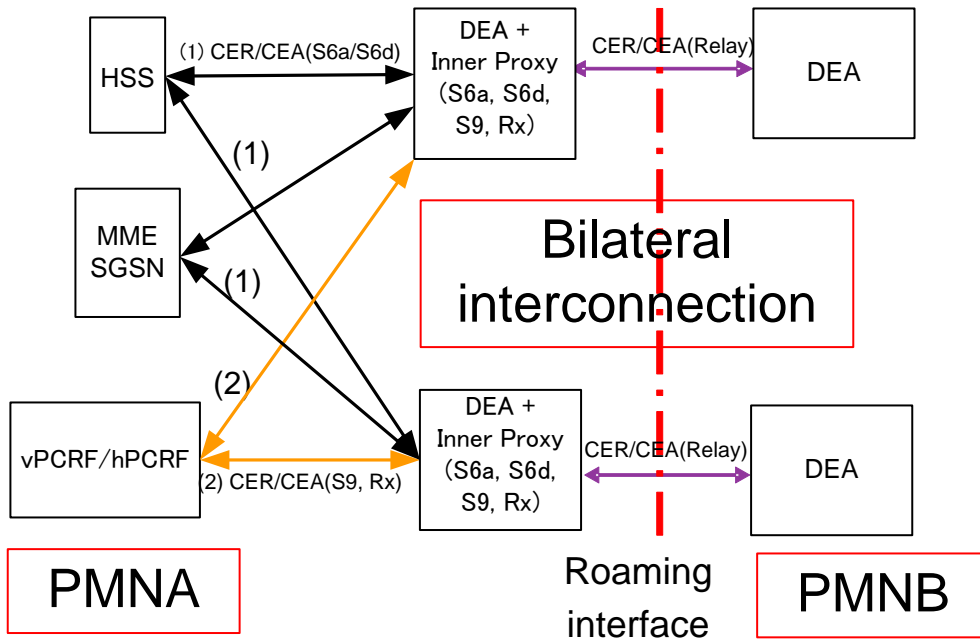 HSS
(1) CER/CEA(S6a/S6d)
DEA +
Inner Proxy
(S6a, S6d,
S9, Rx)
CER/CEA(Relay)
DEA
(1)
MME
SGSN
(1)
Bilateral
interconnection
(2)
vPCRF/hPCRF
(2) CER/CEA(S9, Rx)
DEA +
Inner Proxy
(S6a, S6d,
S9, Rx)
CER/CEA(Relay)
DEA
PMNA
Roaming
interface
PMNB